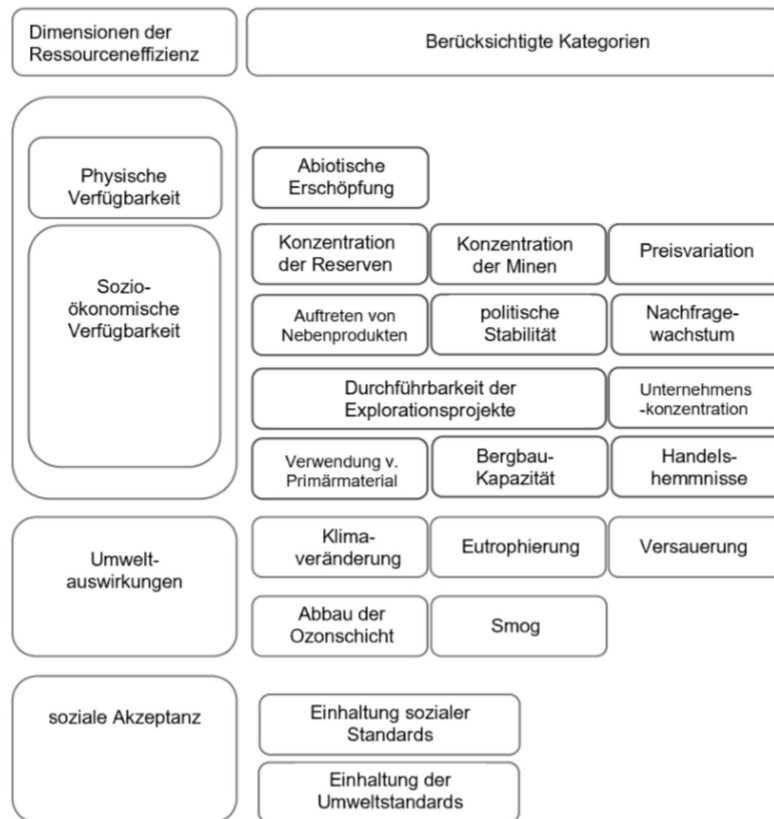 Dimensionen der
Ressourceneffizienz
Berücksichtigte Kategorien
Physische
Verfügbarkeit
Abiotische
Erschöpfung
Sozio-
ökonomische
Verfügbarkeit
Konzentration
der Reserven
Konzentration
der Minen
Preisvariation
Auftreten von
Nebenprodukten
politische
Stabilität
Nachfrage-
wachstum
Durchführbarkeit der
Explorationsprojekte
Unternehmens
-konzentration
Verwendung v.
Primärmaterial
Bergbau-
Kapazität
Handels-
hemmnisse
Umwelt-
auswirkungen
Klima-
veränderung
Eutrophierung
Versauerung
Abbau der
Ozonschicht
Smog
soziale Akzeptanz
Einhaltung sozialer
Standards
Einhaltung der
Umweltstandards